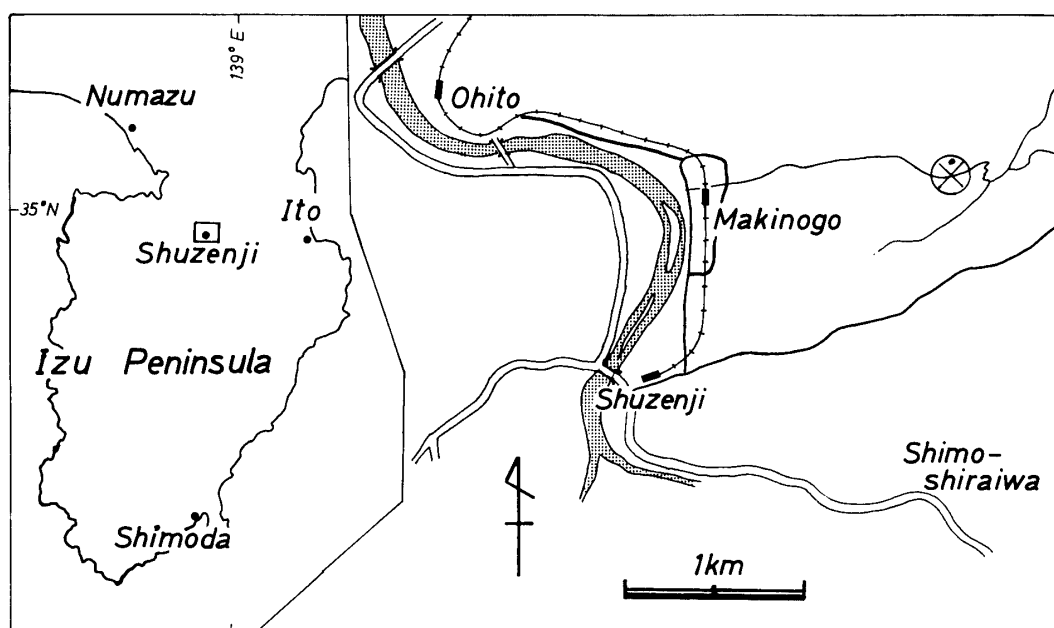 139° E
Numazu
35° N
Ito
Shuzenji
Izu Peninsula
Shimoda
Ohito
Makinogo
Shuzenji
Shimo-
shiraiwa
1km